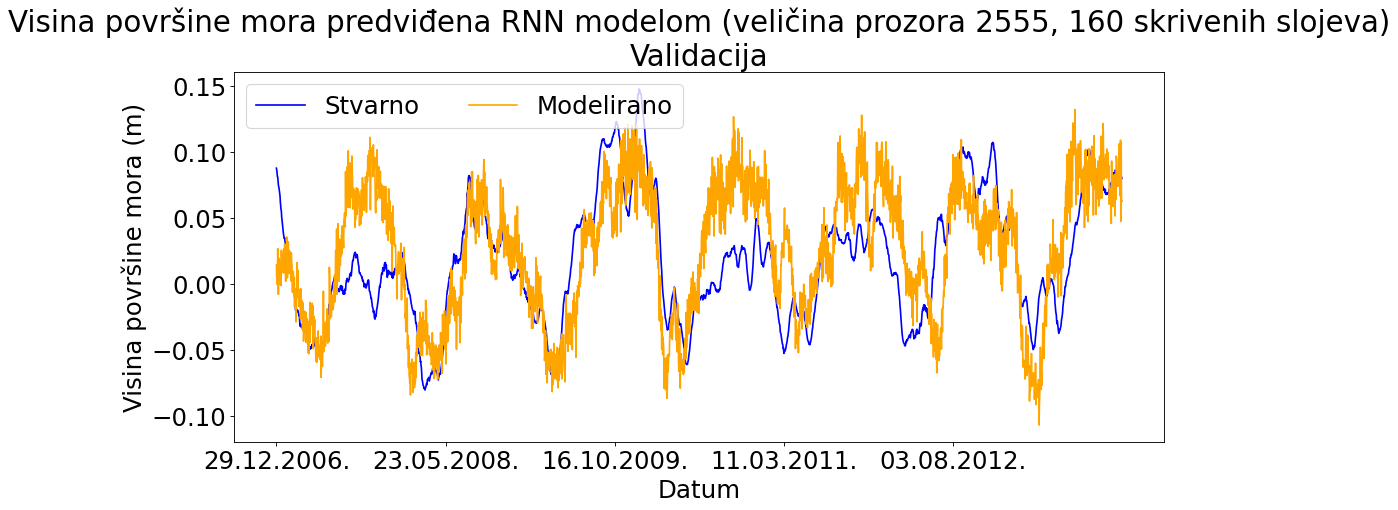 Visina površine mora predviđena RNN modelom (veličina prozora 2555, 160 skrivenih slojeva)
Validacija
Stvarno
Modelirano
Visina površine mora (m)
0.15
0.10
0.05
0.00
−0.05
−0.10
29.12.2006. 23.05.2008. 16.10.2009. 11.03.2011. 03.08.2012.
Datum